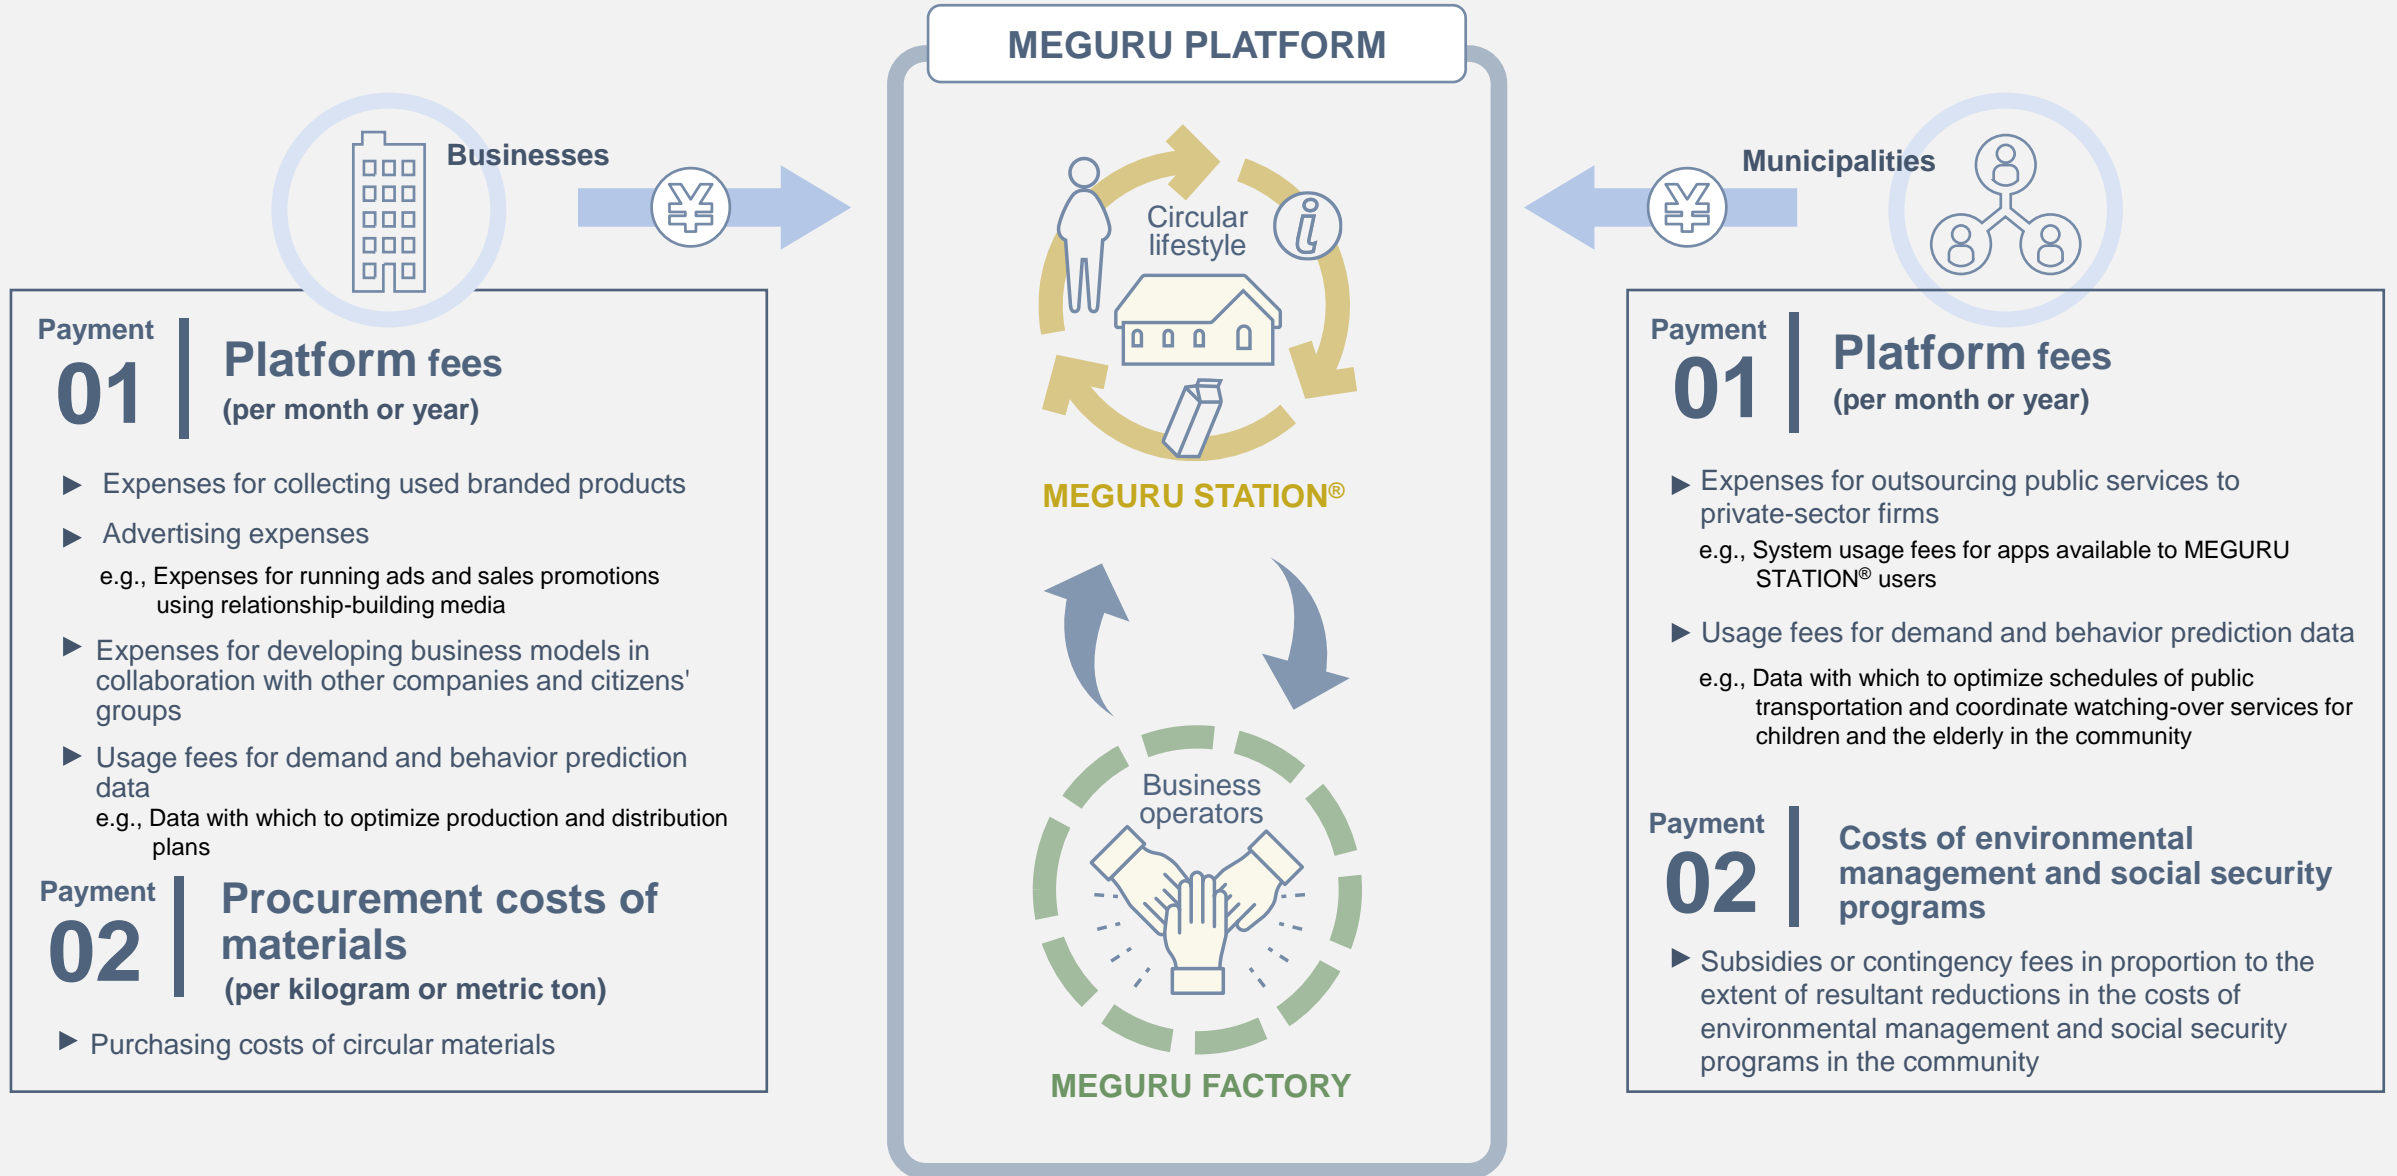 MEGURU PLATFORM
Businesses
¥
Payment
01
Platform fees
(per month or year)
Expenses for collecting used branded products
Advertising expenses
e.g., Expenses for running ads and sales promotions
using relationship-building media
Expenses for developing business models in
collaboration with other companies and citizens'
groups
Usage fees for demand and behavior prediction
data
e.g., Data with which to optimize production and distribution
plans
Payment
02
Procurement costs of
materials
(per kilogram or metric ton)
Purchasing costs of circular materials
Circular
lifestyle
i
MEGURU STATION®
Business
operators
MEGURU FACTORY
Municipalities
¥
Payment
01
Platform fees
(per month or year)
Expenses for outsourcing public services to
private-sector firms
e.g., System usage fees for apps available to MEGURU
STATION® users
Usage fees for demand and behavior prediction data
e.g., Data with which to optimize schedules of public
transportation and coordinate watching-over services for
children and the elderly in the community
Payment
02
Costs of environmental
management and social security
programs
Subsidies or contingency fees in proportion to the
extent of resultant reductions in the costs of
environmental management and social security
programs in the community